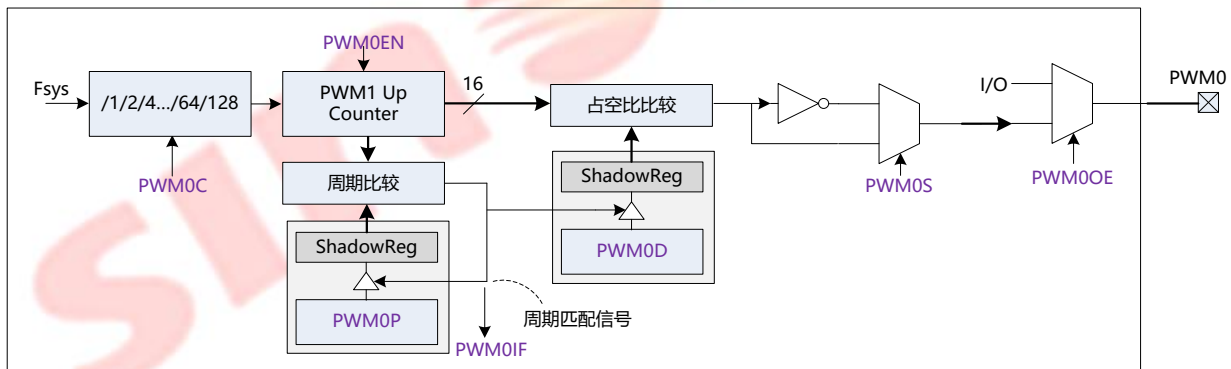 PWM0EN
Fsys
/1/2/4.../64/128
PWM1 Up
Counter
16
占空比比较
I/O
PWM0
PWM0C
周期比较
ShadowReg
PWM0S
PWM0OE
ShadowReg
PWM0D
PWM0P
周期匹配信号
PWM0IF